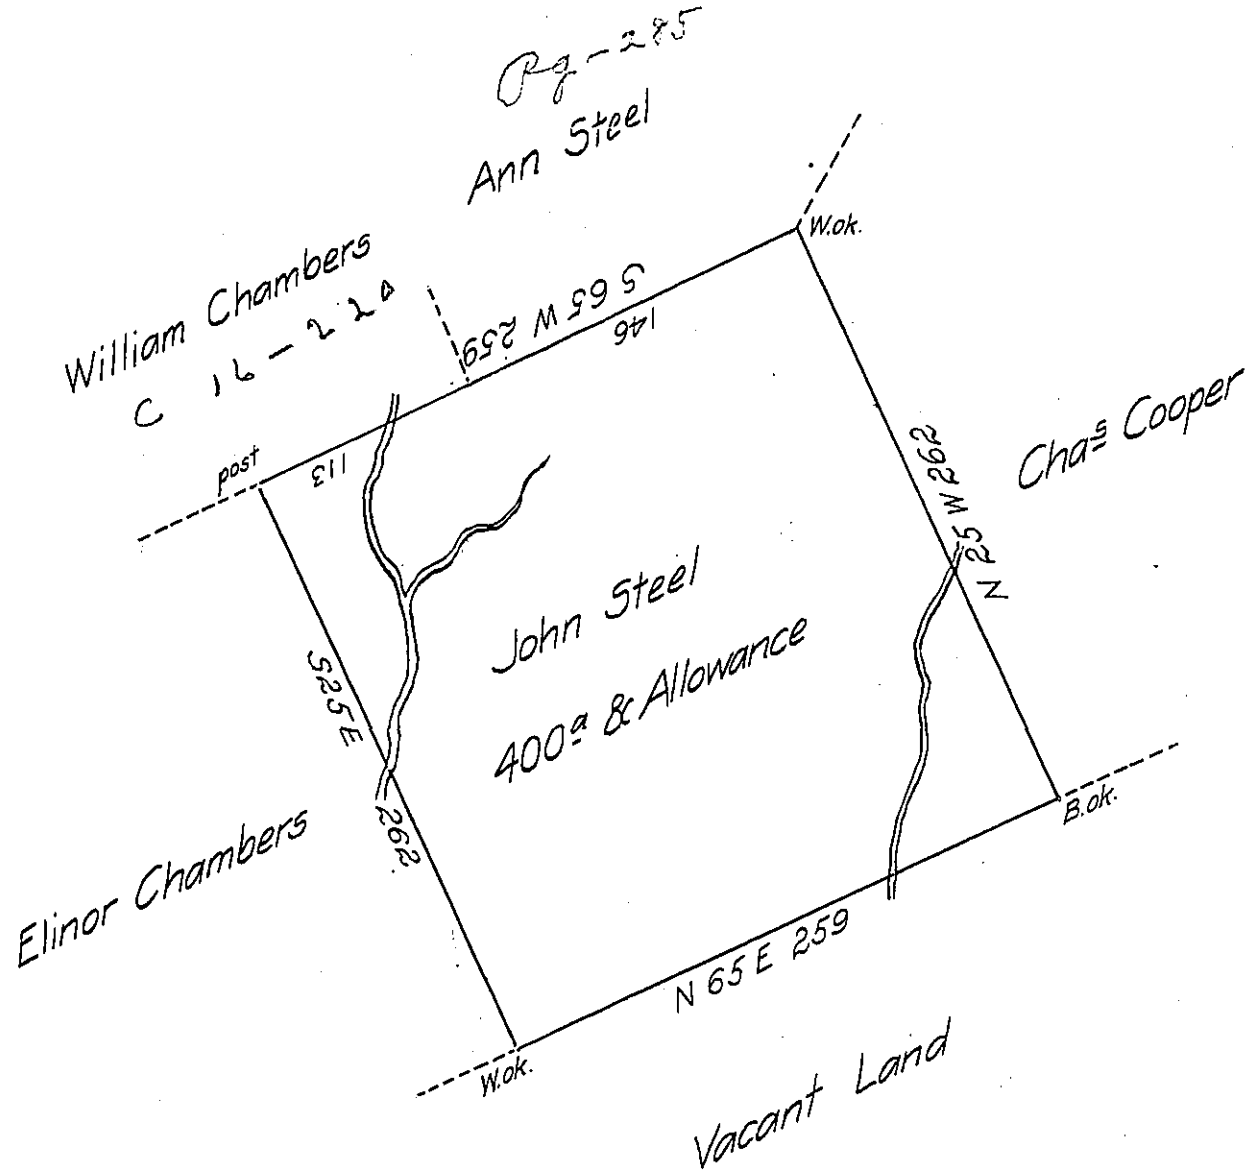 Pg - 285
Ann Steel
W.ok.
William Chambers
C 16 - 220
S 65 W 259
146
post
113
Chas Cooper
N 25 W 262
John Steel
400a & Allowance
S25E
262
Elinor Chambers
B.ok.
N 65 E 259
W.ok.
Vacant Land